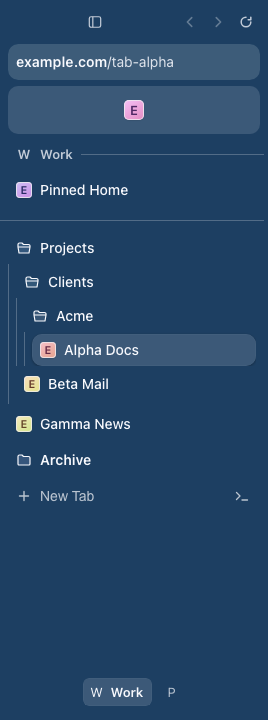 example.com/tab-alpha
E
W Work
E Pinned Home
Projects
Clients
Acme
E Alpha Docs
E Beta Mail
E Gamma News
Archive
+ New Tab
W Work P